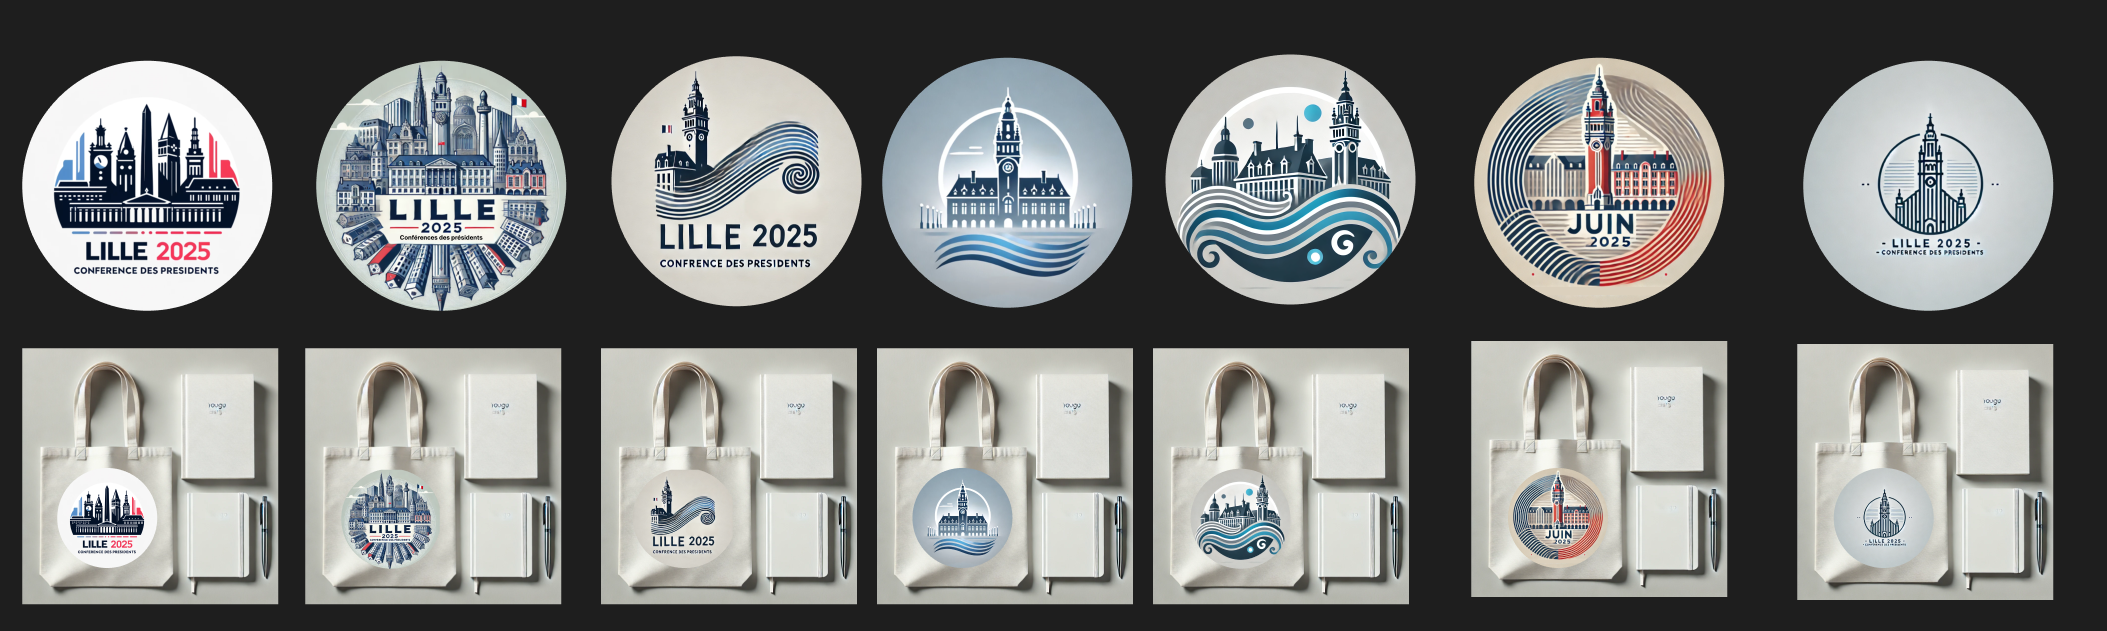 LILLE 2025
CONFERENCE DES PRESIDENTS
LILLE
2025
Conférences des présidents
LILLE 2025
CONFRENCE DES PRESIDENTS
JUIN
2025
- LILLE 2025 -
- CONFERENCE DES PRESIDENTS
LILLE 2025
CONFERENCE DES PRESIDENTS
LILLE
2025
LILLE 2025
CONFRENCE DES PRESIDENTS
JUIN
2025
- LILLE 2025 -